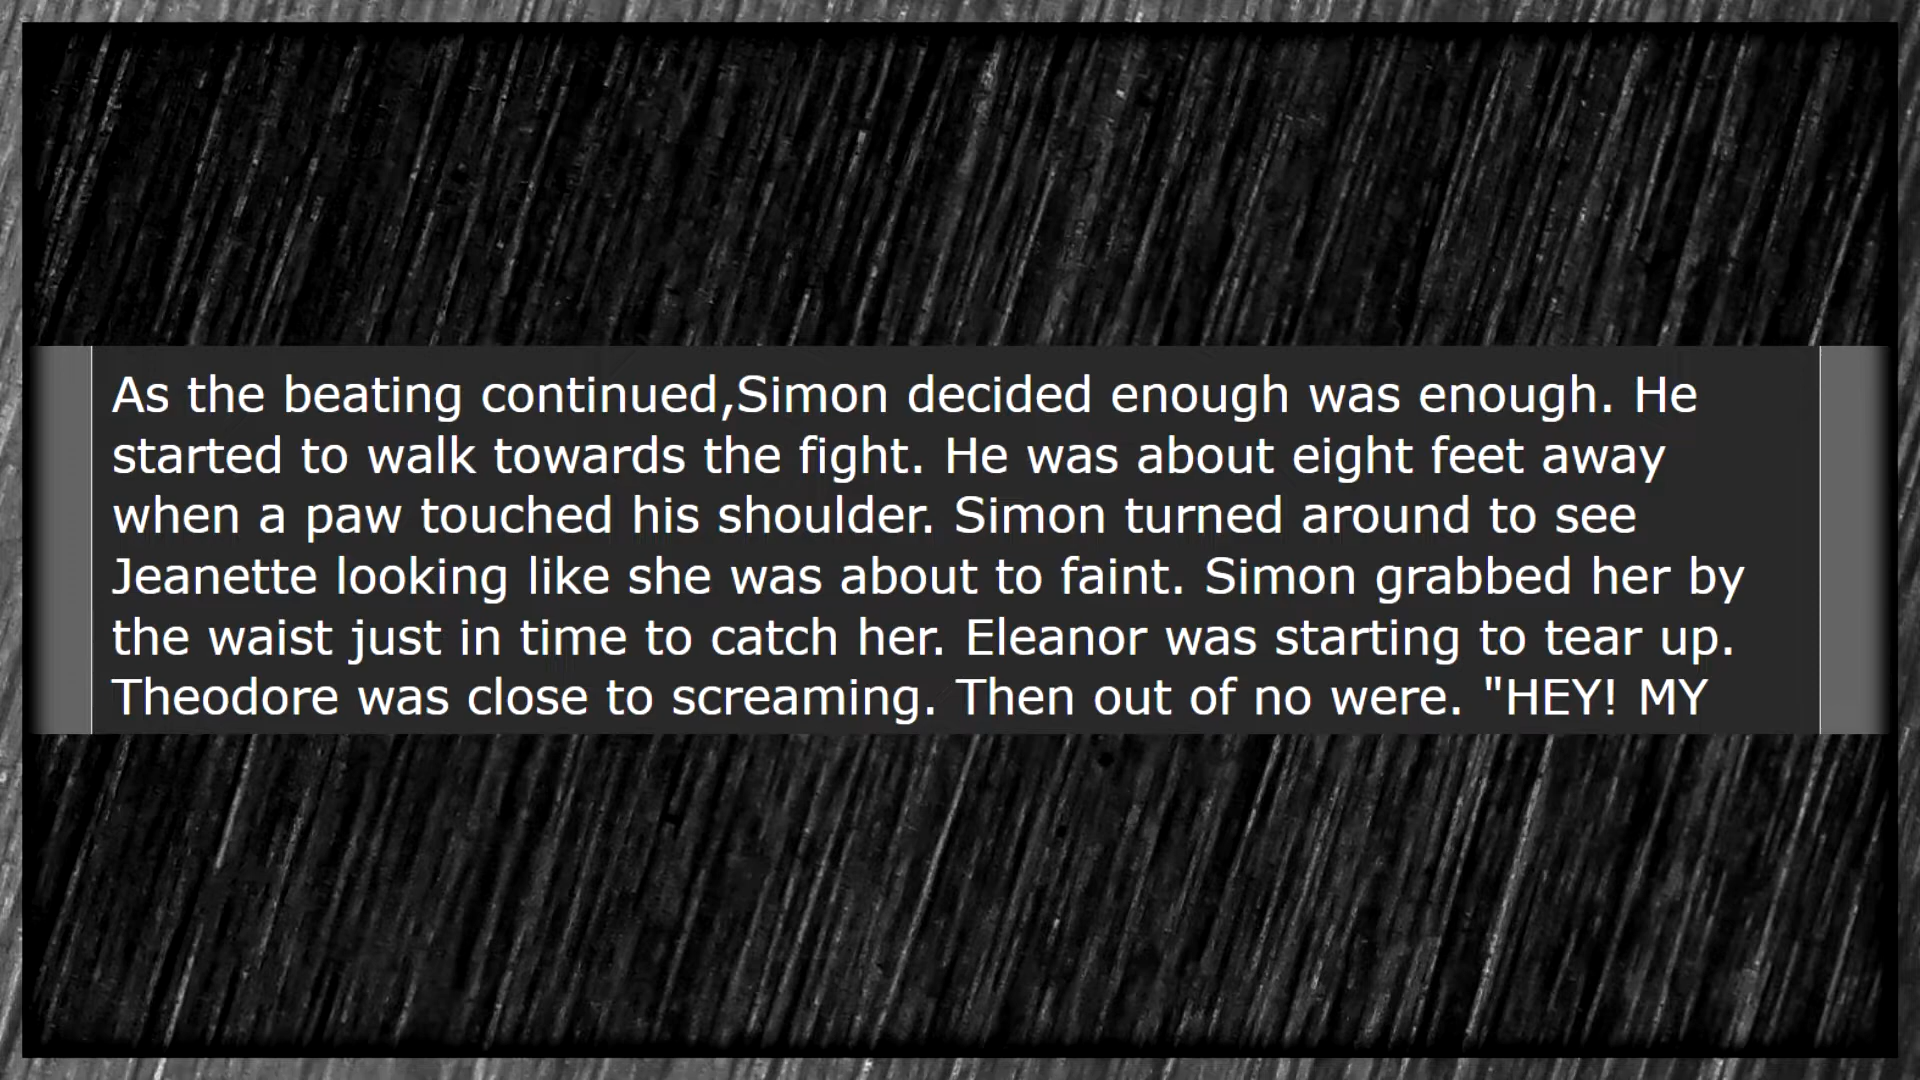 As the beating continued,Simon decided enough was enough. He
started to walk towards the fight. He was about eight feet away
when a paw touched his shoulder. Simon turned around to see
Jeanette looking like she was about to faint. Simon grabbed her by
the waist just in time to catch her. Eleanor was starting to tear up.
Theodore was close to screaming. Then out of no were. "HEY! MY